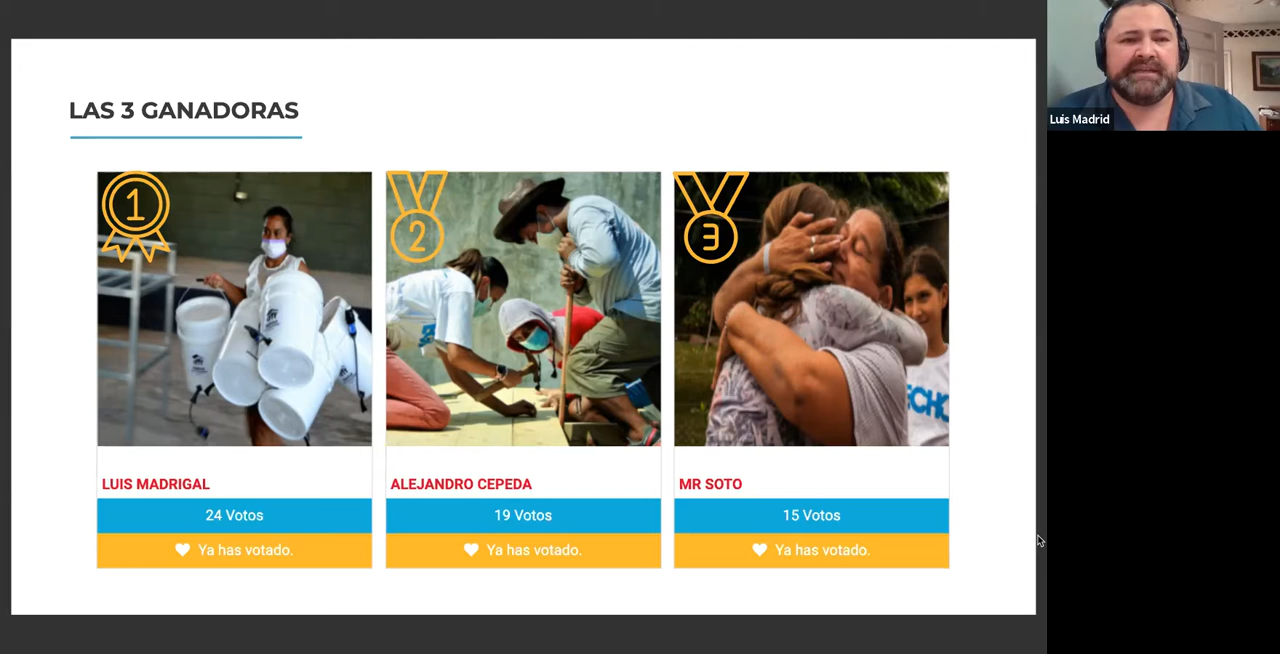 LAS 3 GANADORAS
1
2
3
ECHO
LUIS MADRIGAL
ALEJANDRO CEPEDA
MR SOTO
24 Votos
19 Votos
15 Votos
Ya has votado.
Ya has votado.
Ya has votado.
Luis Madrid